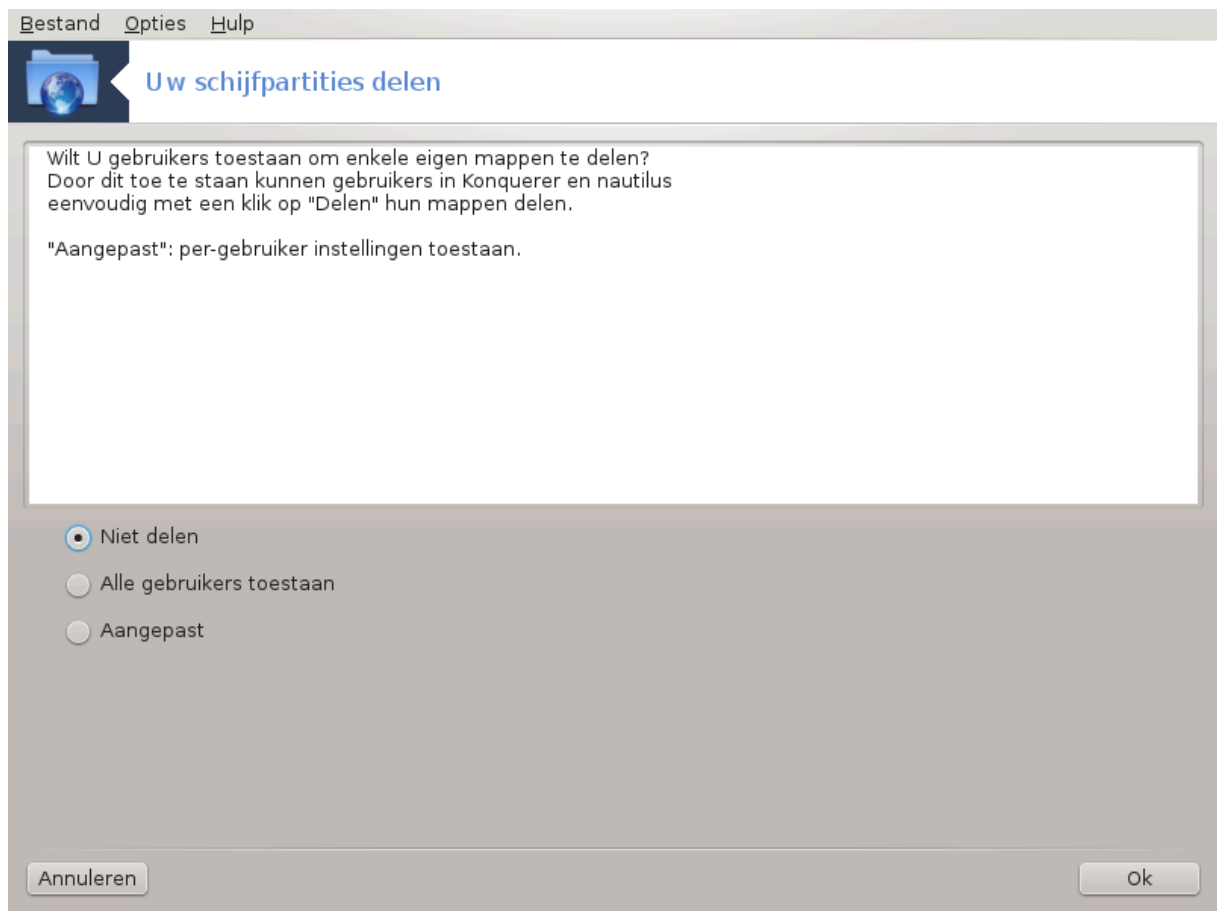 Bestand Opties Hulp
Uw schijfpartities delen
Wilt U gebruikers toestaan om enkele eigen mappen te delen?
Door dit toe te staan kunnen gebruikers in Konquerer en nautilus
eenvoudig met een klik op "Delen" hun mappen delen.
"Aangepast": per-gebruiker instellingen toestaan.
Niet delen
Alle gebruikers toestaan
Aangepast
Annuleren Ok